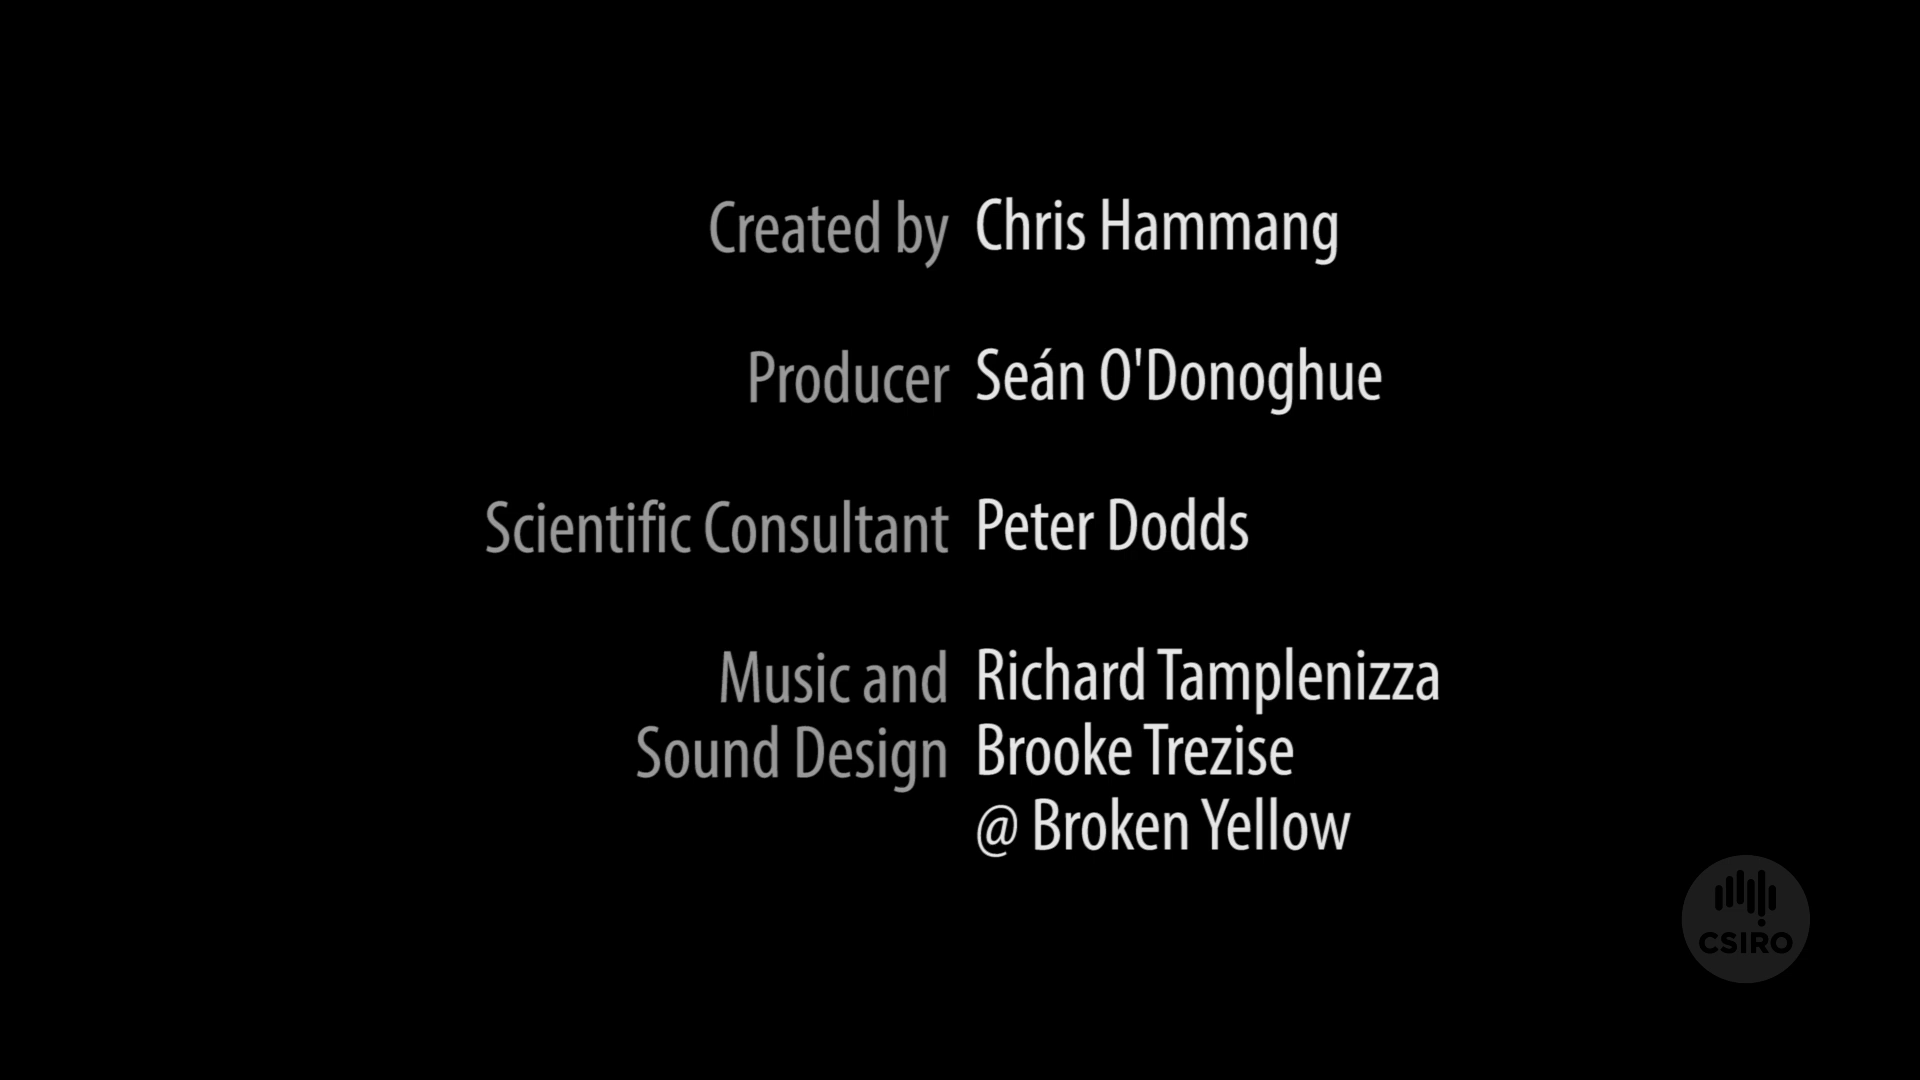 Created by Chris Hammang
Producer Seán O'Donoghue
Scientific Consultant Peter Dodds
Music and Richard Tamplenizza
Sound Design Brooke Trezise
@ Broken Yellow
CSIRO